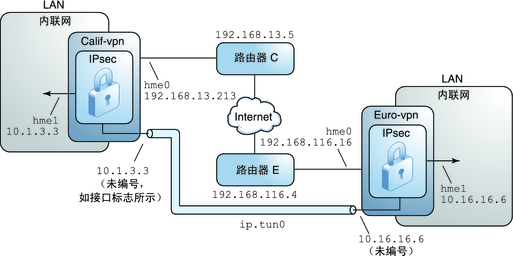 LAN
内联网
Calif-vpn
IPsec
hme1
10.1.3.3
hme0
192.168.13.213
192.168.13.5
路由器 C
Internet
路由器 E
192.168.116.4
192.168.116.16
hme0
LAN
内联网
Euro-vpn
IPsec
hme1
10.16.16.6
10.1.3.3
（未编号，
如接口标志所示）
ip.tun0
10.16.16.6
（未编号）